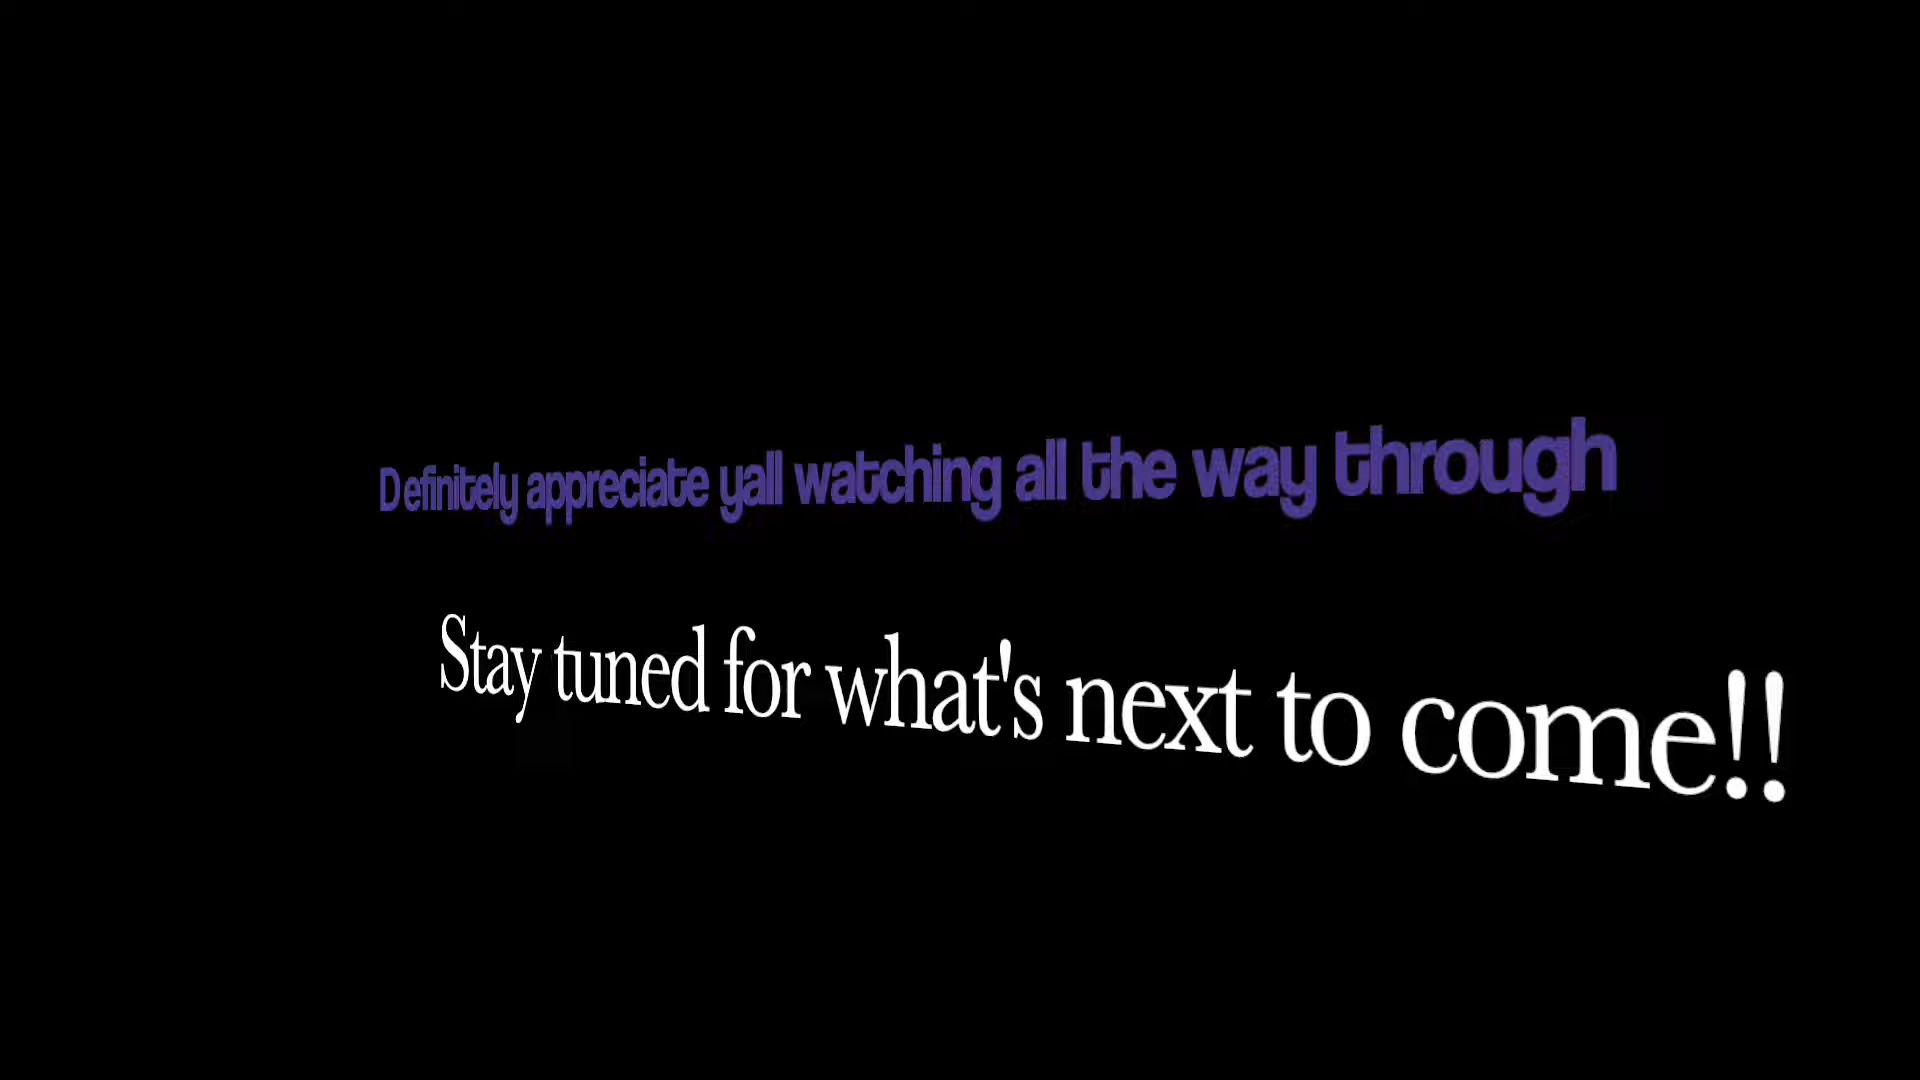 Definitely appreciate yall watching all the way through
Stay tuned for what's next to come!!